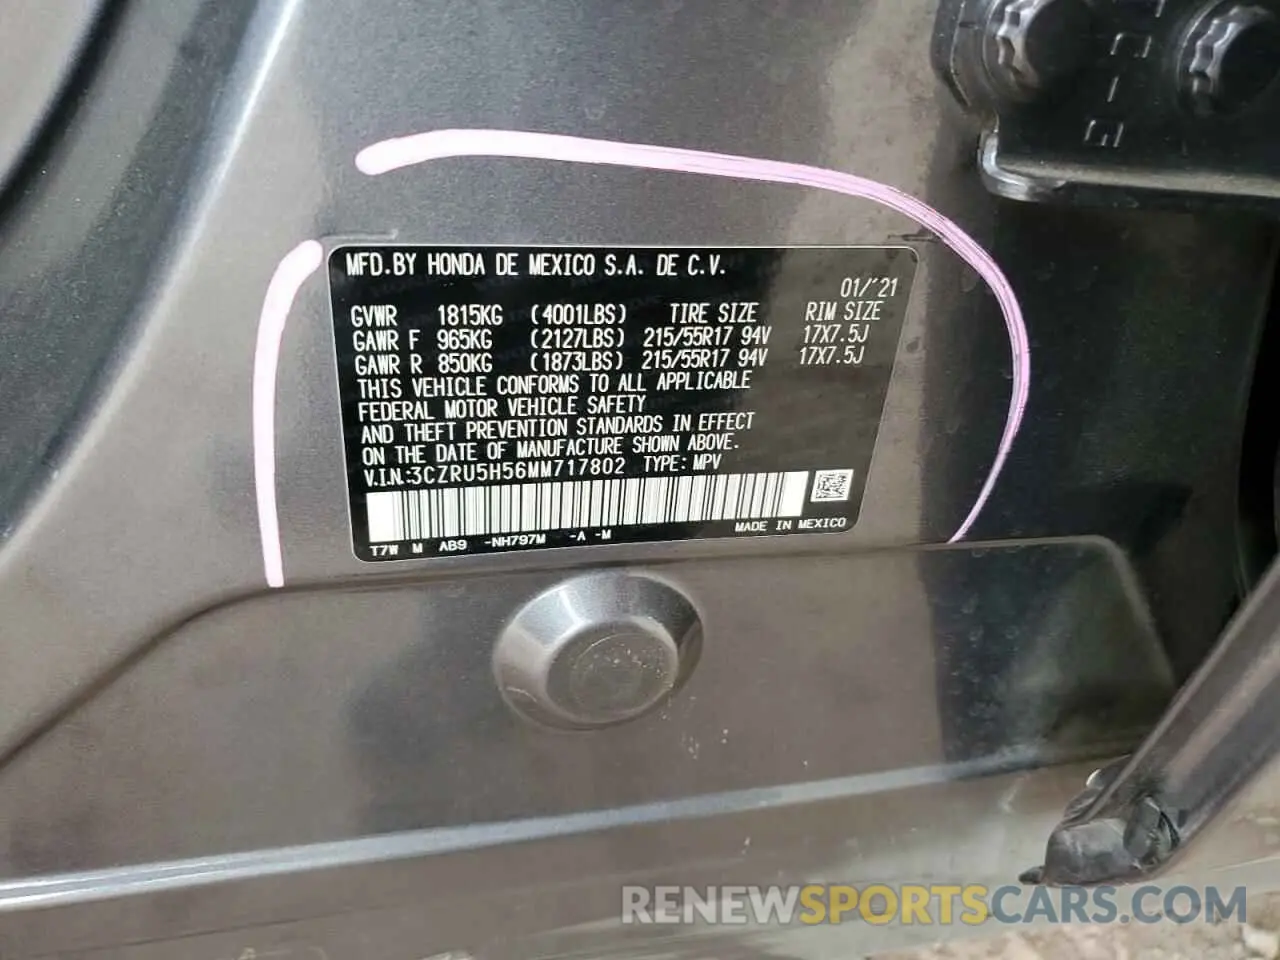 MFD.BY HONDA DE MEXICO S.A. DE C.V.
01/'21
GVWR 1815KG (4001LBS) TIRE SIZE RIM SIZE
GAWR F 965KG (2127LBS) 215/55R17 94V 17X7.5J
GAWR R 850KG (1873LBS) 215/55R17 94V 17X7.5J
THIS VEHICLE CONFORMS TO ALL APPLICABLE
FEDERAL MOTOR VEHICLE SAFETY
AND THEFT PREVENTION STANDARDS IN EFFECT
ON THE DATE OF MANUFACTURE SHOWN ABOVE.
V.I.N.:3CZRU5H56MM717802 TYPE: MPV
MADE IN MEXICO
T7W M AB9 -NH797M -A -M
RENEWSPORTSCARS.COM